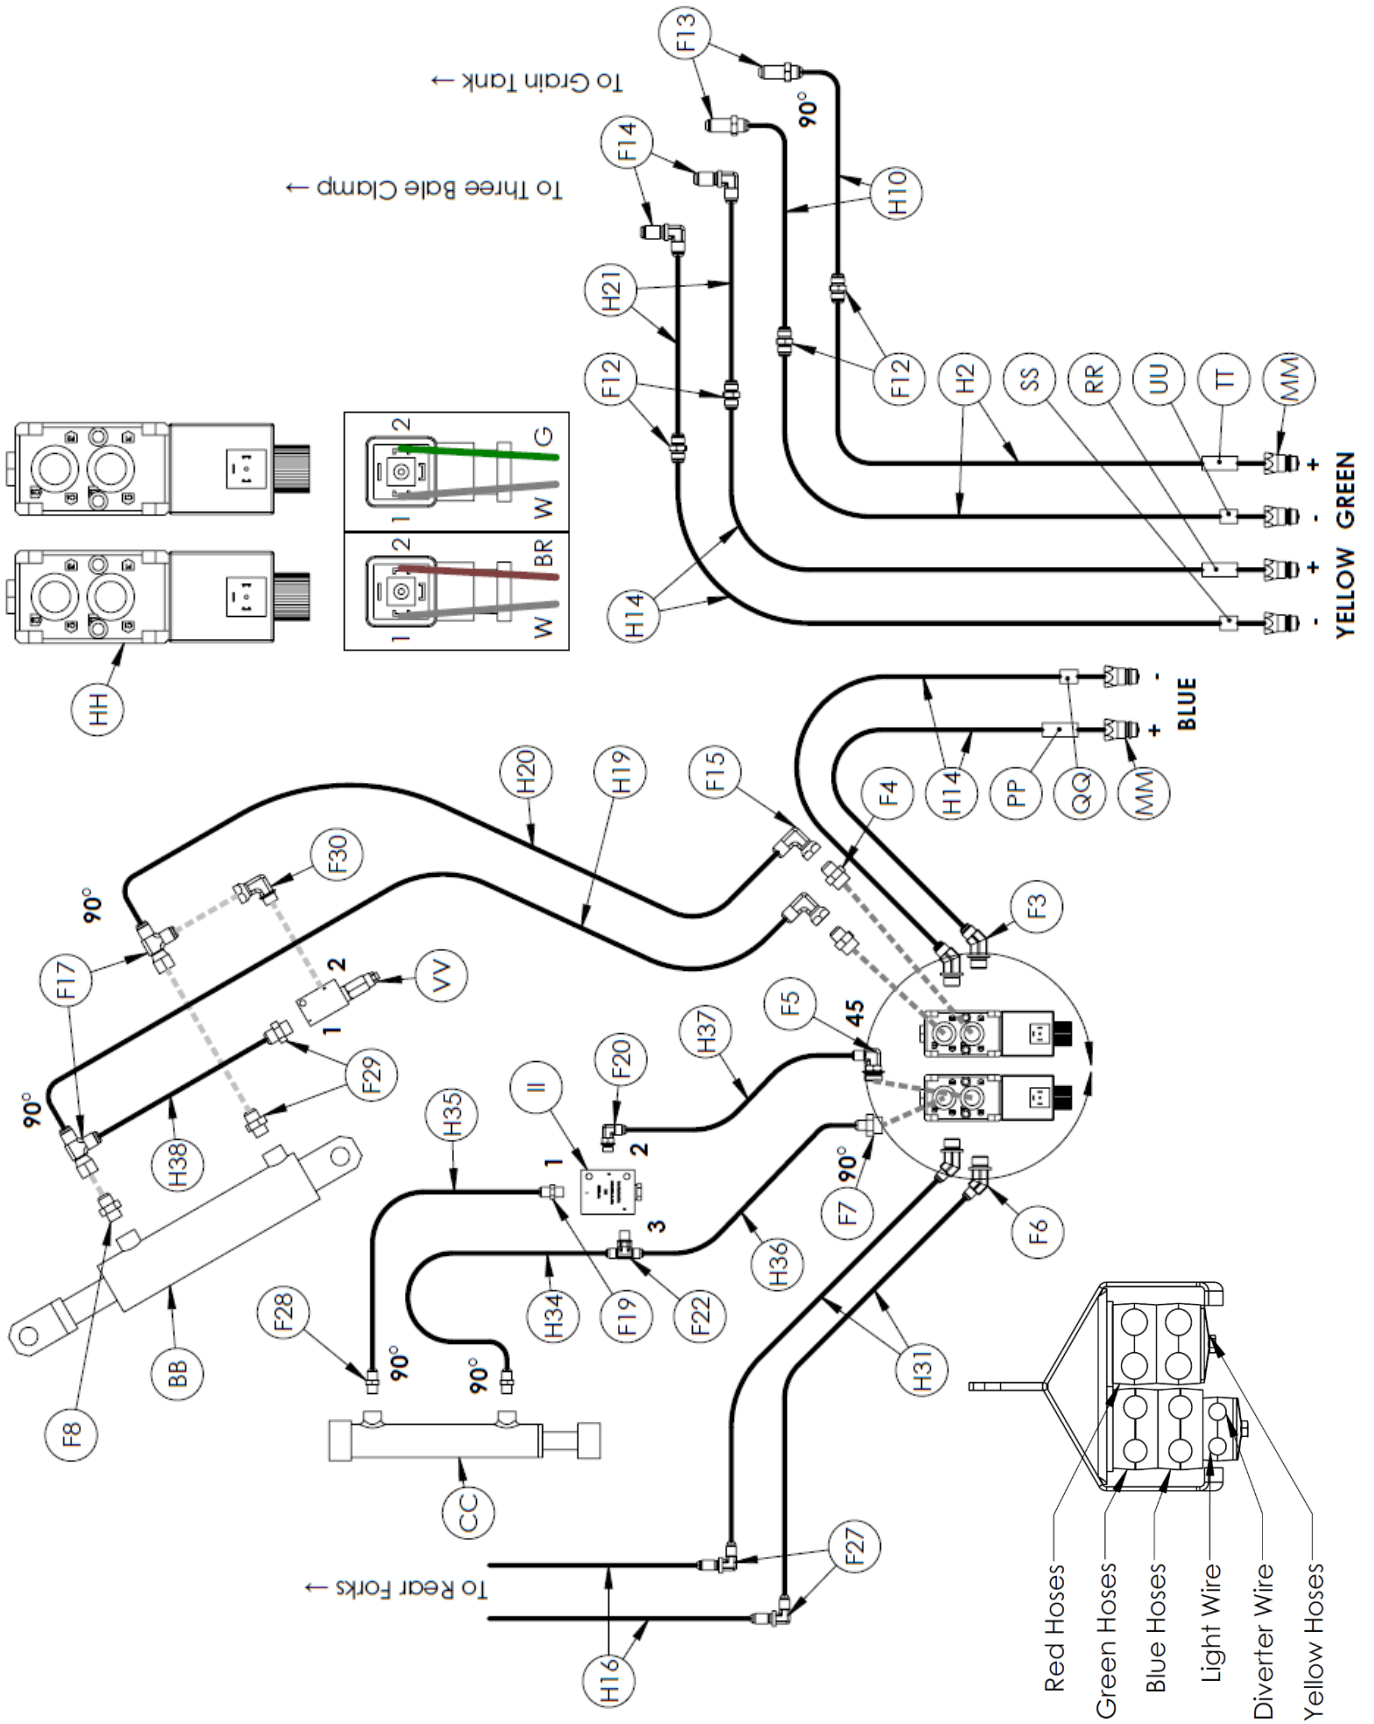 F13
To Grain Tank →
90°
F14
To Three Bale Clamp →
H10
H21
F12
F12
H2
SS
RR
UU
TT
MM
1
2
W
G
1
2
W
BR
HH
H14
- + - +
YELLOW GREEN
H20
H19
F15
F4
H14
PP
QQ
MM
+ -
BLUE
F30
90°
F17
2
1
VV
90°
F29
H38
F8
BB
F3
F5
45
H37
F20
II
H35
1
2
3
90°
F7
F6
H36
F22
F19
H34
F28
90°
90°
CC
H31
F27
To Rear Forks →
H16
Red Hoses
Green Hoses
Blue Hoses
Light Wire
Diverter Wire
Yellow Hoses